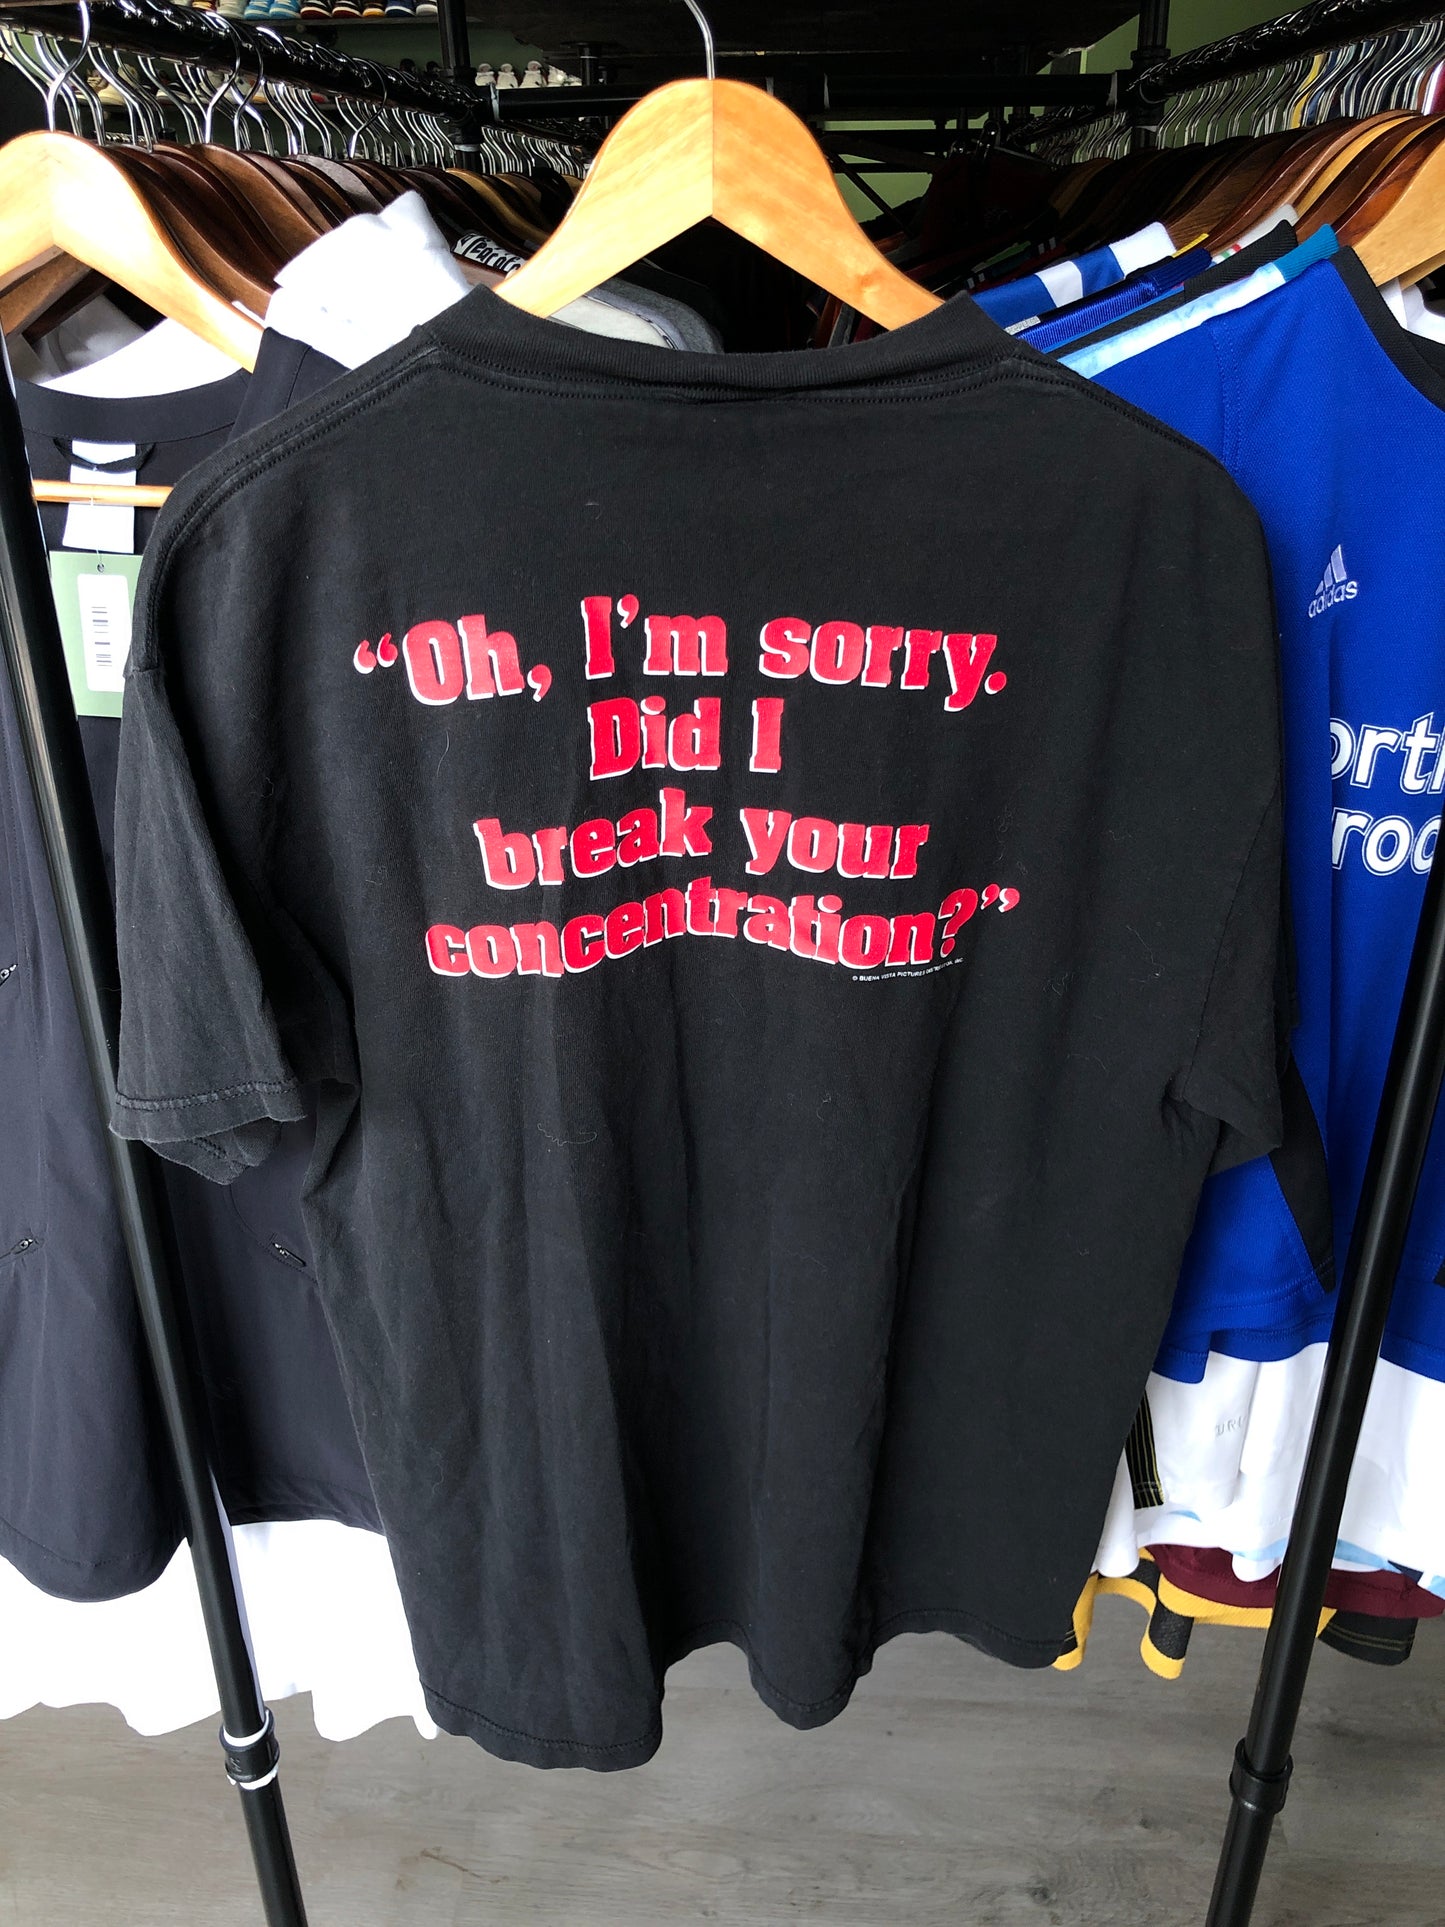 “Oh, I’m sorry.
Did I
break your
concentration?”
© BUENA VISTA PICTURES DISTRIBUTION, INC.
adidas